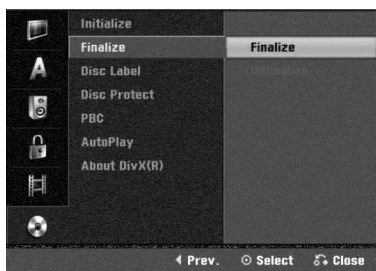 Initialize
Finalize
Disc Label
Disc Protect
PBC
AutoPlay
About DivX(R)
Finalize
Unfinalize
A
Prev.
Select
Close